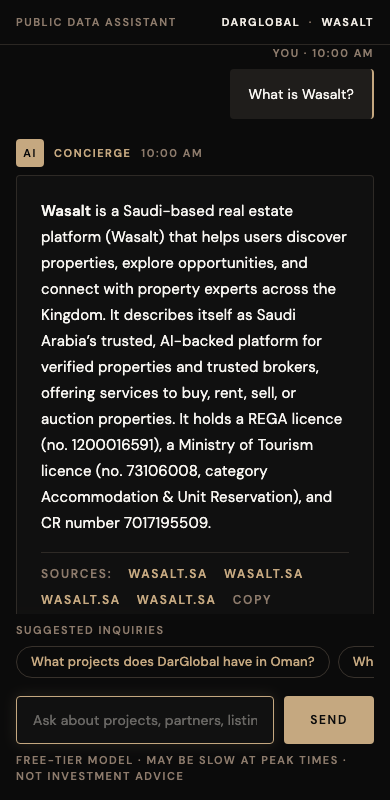 PUBLIC DATA ASSISTANT DARGLOBAL · WASALT
YOU · 10:00 AM
What is Wasalt?
AI CONCIERGE 10:00 AM
Wasalt is a Saudi-based real estate
platform (Wasalt) that helps users discover
properties, explore opportunities, and
connect with property experts across the
Kingdom. It describes itself as Saudi
Arabia’s trusted, AI-backed platform for
verified properties and trusted brokers,
offering services to buy, rent, sell, or
auction properties. It holds a REGA licence
(no. 1200016591), a Ministry of Tourism
licence (no. 73106008, category
Accommodation & Unit Reservation), and
CR number 7017195509.
SOURCES: WASALT.SA WASALT.SA
WASALT.SA WASALT.SA COPY
SUGGESTED INQUIRIES
What projects does DarGlobal have in Oman? Wh
Ask about projects, partners, listin SEND
FREE-TIER MODEL · MAY BE SLOW AT PEAK TIMES ·
NOT INVESTMENT ADVICE